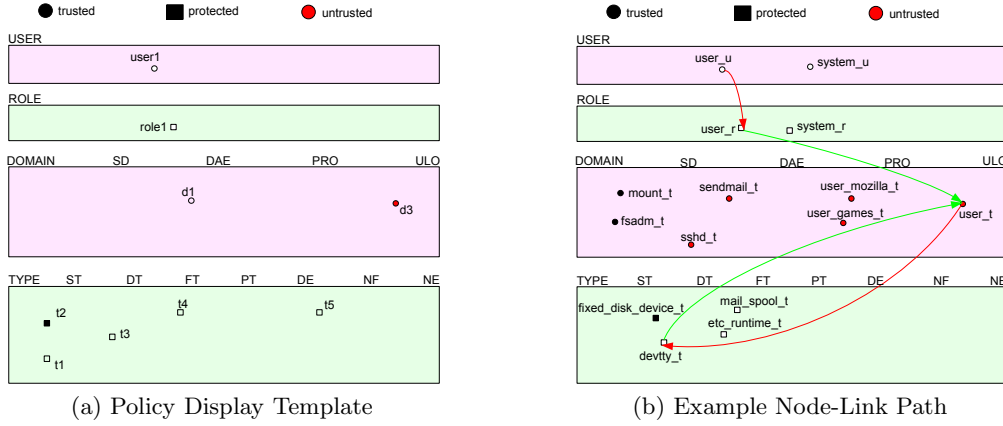 trusted protected untrusted
USER
user1
ROLE
role1
DOMAIN SD DAE PRO ULO
d1
d3
TYPE ST DT FT PT DE NF NE
t2
t4
t5
t3
t1
(a) Policy Display Template
trusted protected untrusted
USER
user_u
system_u
ROLE
user_r
system_r
DOMAIN SD DAE PRO ULO
mount_t
sendmail_t
user_mozilla_t
fsadm_t
user_games_t
user_t
sshd_t
TYPE ST DT FT PT DE NF NE
fixed_disk_device_t
mail_spool_t
etc_runtime_t
devtty_t
(b) Example Node-Link Path